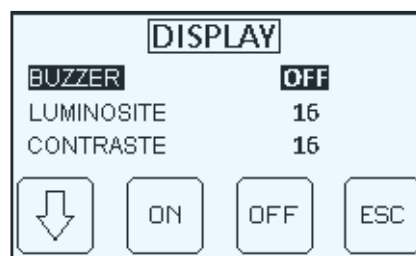 DISPLAY
BUZZER OFF
LUMINOSITE 16
CONTRASTE 16
ON OFF ESC